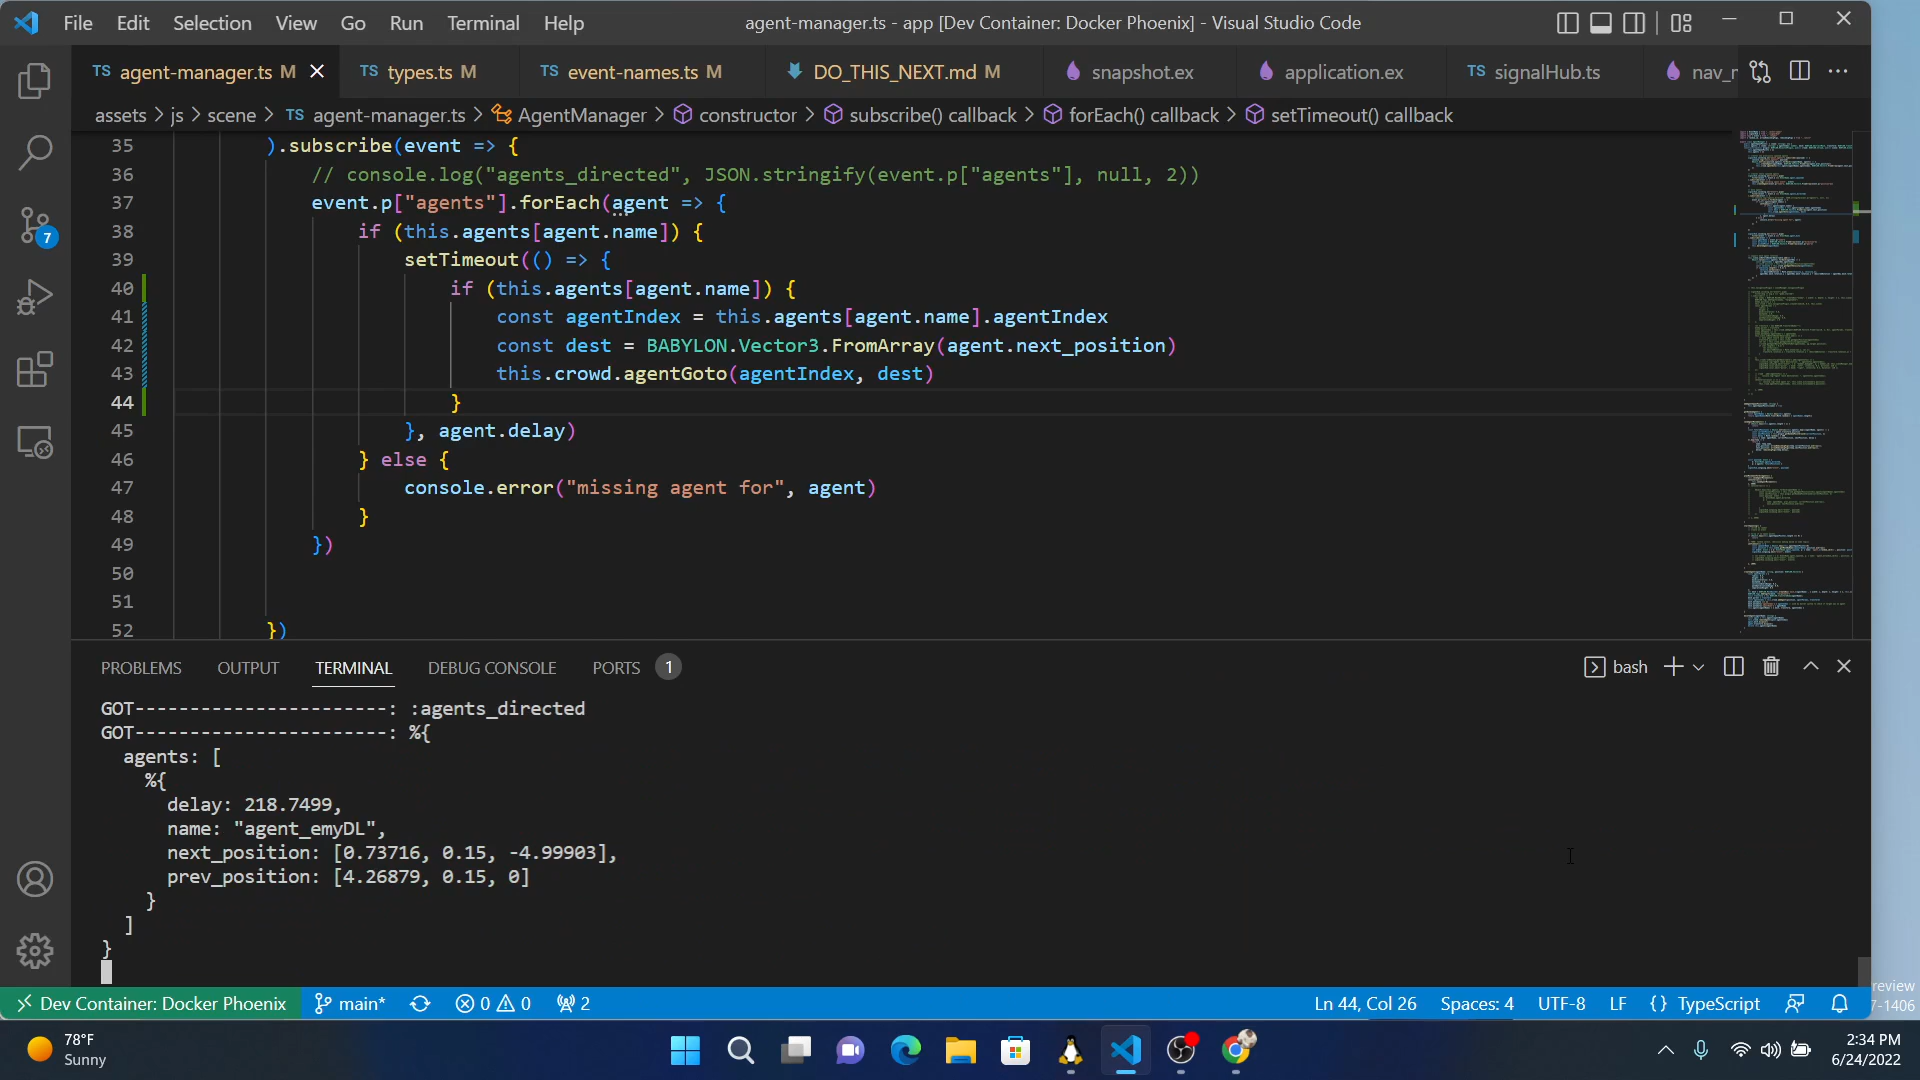 File Edit Selection View Go Run Terminal Help
agent-manager.ts - app [Dev Container: Docker Phoenix] - Visual Studio Code
TS agent-manager.ts M
TS types.ts M
TS event-names.ts M
DO_THIS_NEXT.md M
snapshot.ex
application.ex
TS signalHub.ts
assets > js > scene > TS agent-manager.ts > AgentManager > constructor > subscribe() callback > forEach() callback > setTimeout() callback
35 ).subscribe(event => {
36 // console.log("agents_directed", JSON.stringify(event.p["agents"], null, 2))
37 event.p["agents"].forEach(agent => {
38 if (this.agents[agent.name]) {
39 setTimeout(() => {
40 if (this.agents[agent.name]) {
41 const agentIndex = this.agents[agent.name].agentIndex
42 const dest = BABYLON.Vector3.FromArray(agent.next_position)
43 this.crowd.agentGoto(agentIndex, dest)
44 }
45 }, agent.delay)
46 } else {
47 console.error("missing agent for", agent)
48 }
49 })
50
51
52 })
PROBLEMS OUTPUT TERMINAL DEBUG CONSOLE PORTS 1
bash
GOT-----------------------: :agents_directed
GOT-----------------------: %{
agents: [
%{
delay: 218.7499,
name: "agent_emyDL",
next_position: [0.73716, 0.15, -4.99903],
prev_position: [4.26879, 0.15, 0]
}
]
}
7
Dev Container: Docker Phoenix main* 0 0 2
Ln 44, Col 26 Spaces: 4 UTF-8 LF {} TypeScript
review
7-1406
78°F
Sunny
2:34 PM
6/24/2022